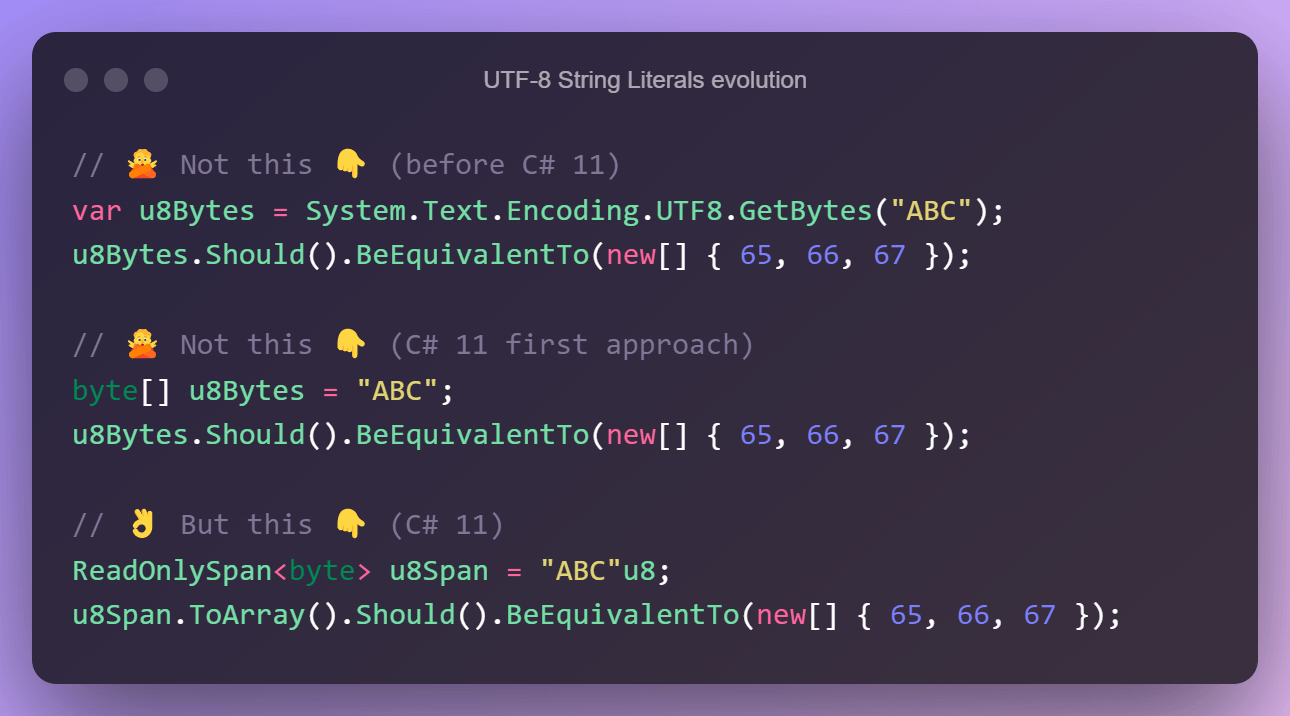 UTF-8 String Literals evolution
// 🙅 Not this 👇 (before C# 11)
var u8Bytes = System.Text.Encoding.UTF8.GetBytes("ABC");
u8Bytes.Should().BeEquivalentTo(new[] { 65, 66, 67 });
// 🙅 Not this 👇 (C# 11 first approach)
byte[] u8Bytes = "ABC";
u8Bytes.Should().BeEquivalentTo(new[] { 65, 66, 67 });
// 👌 But this 👇 (C# 11)
ReadOnlySpan<byte> u8Span = "ABC"u8;
u8Span.ToArray().Should().BeEquivalentTo(new[] { 65, 66, 67 });